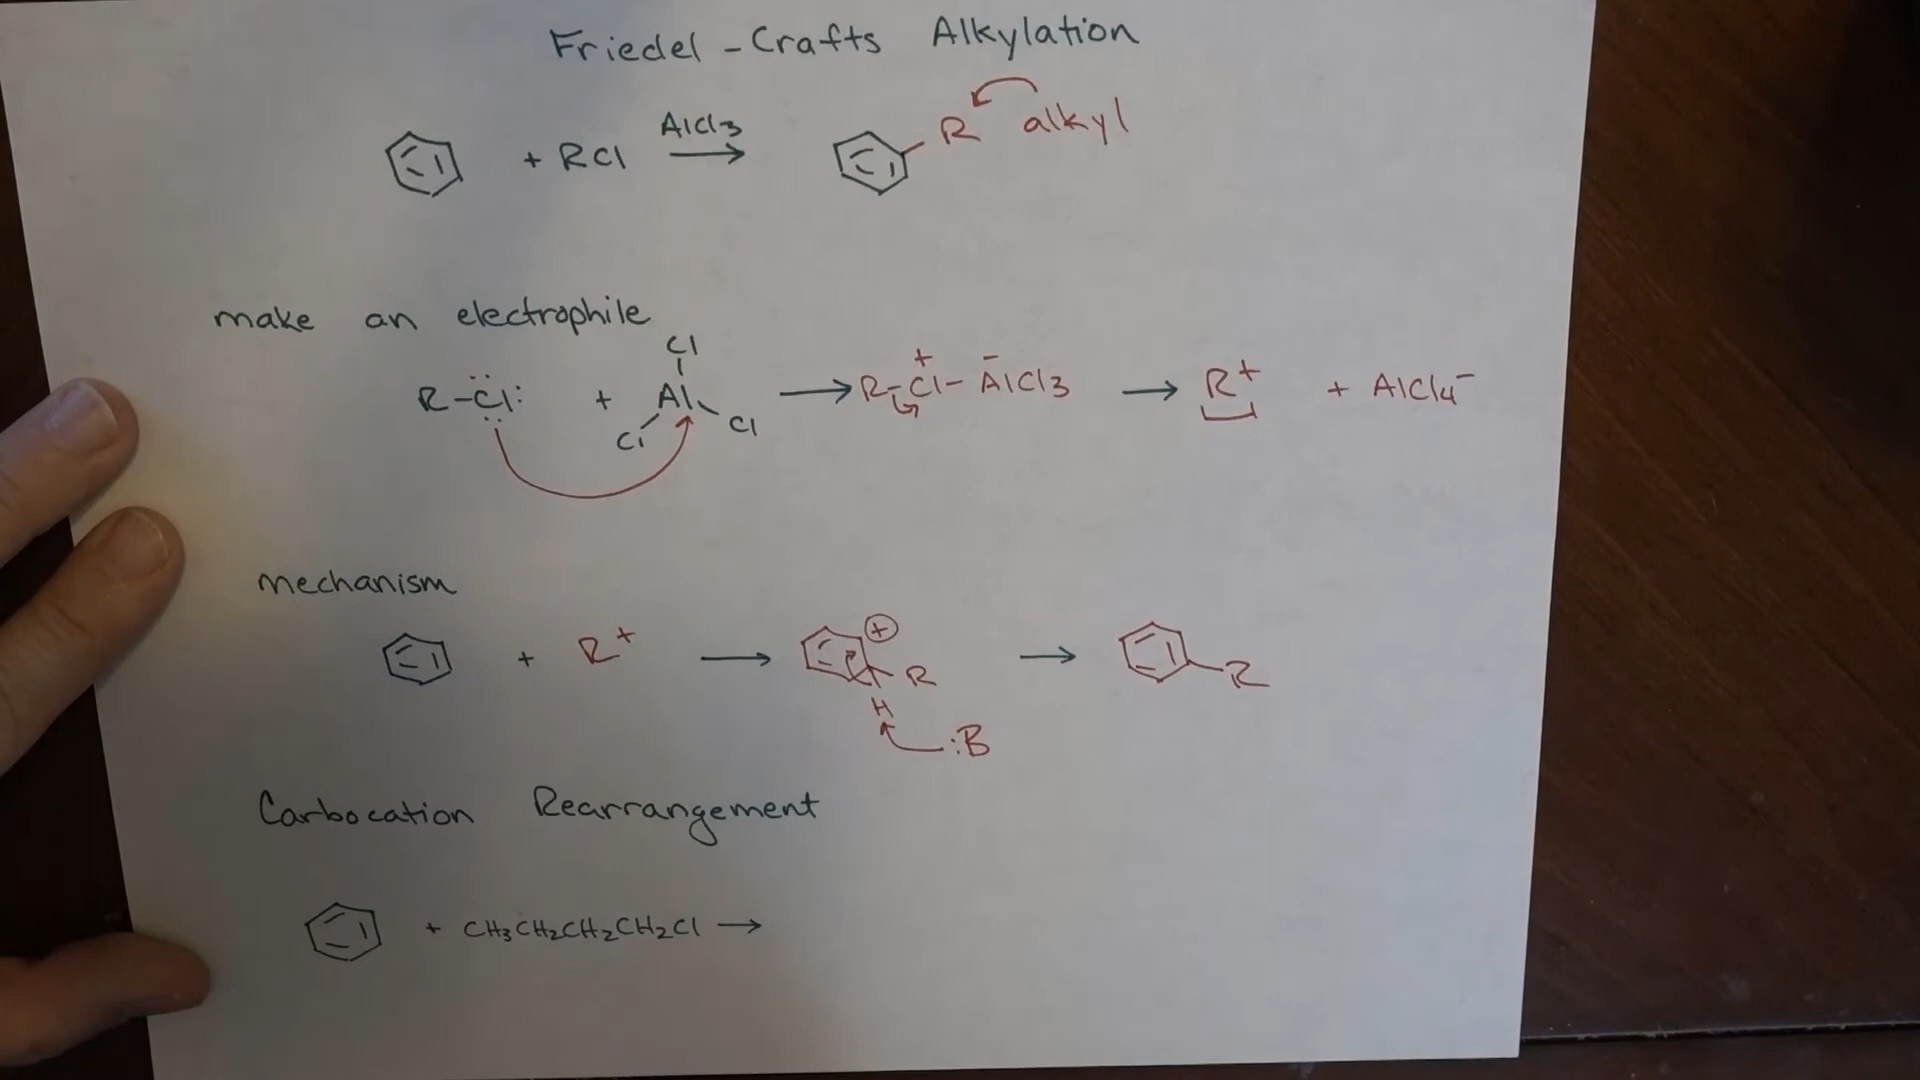 Friedel-Crafts Alkylation
+ RCl AlCl3 → R alkyl
make an electrophile
R-Cl: + Al Cl Cl Cl → R-Cl+-AlCl3- → R+ + AlCl4-
mechanism
+ R+ → + R H :B → R
Carbocation Rearrangement
+ CH3CH2CH2CH2Cl →